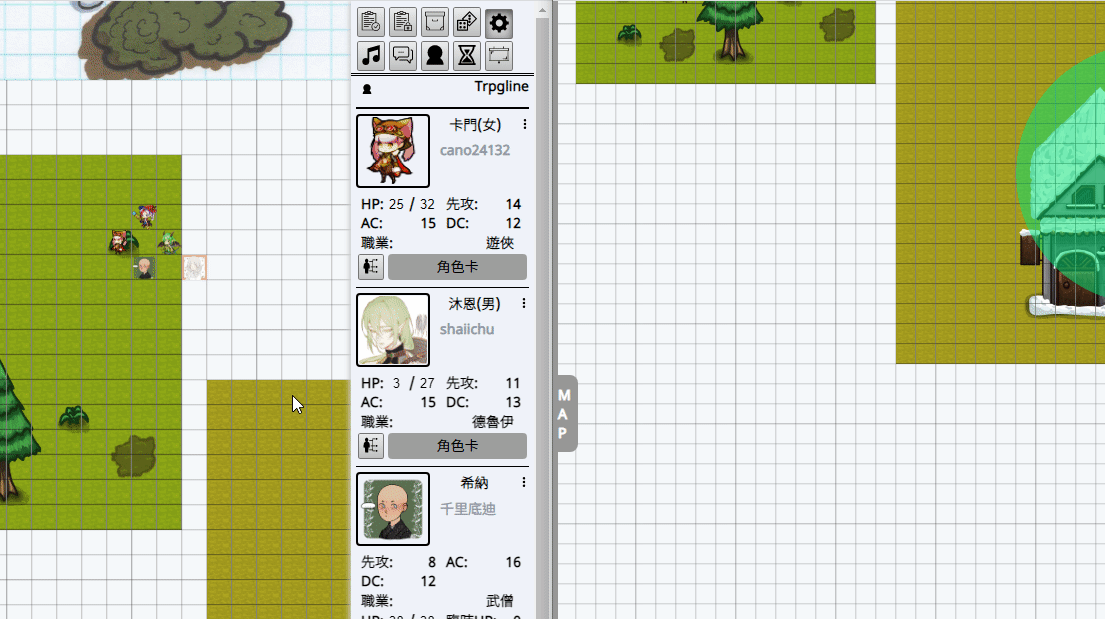 Trpgline
卡門(女)
cano24132
HP: 25 / 32 先攻: 14
AC: 15 DC: 12
職業: 遊俠
角色卡
沐恩(男)
shaiichu
HP: 3 / 27 先攻: 11
AC: 15 DC: 13
職業: 德魯伊
角色卡
希納
千里底迪
先攻: 8 AC: 16
DC: 12
職業: 武僧
MAP